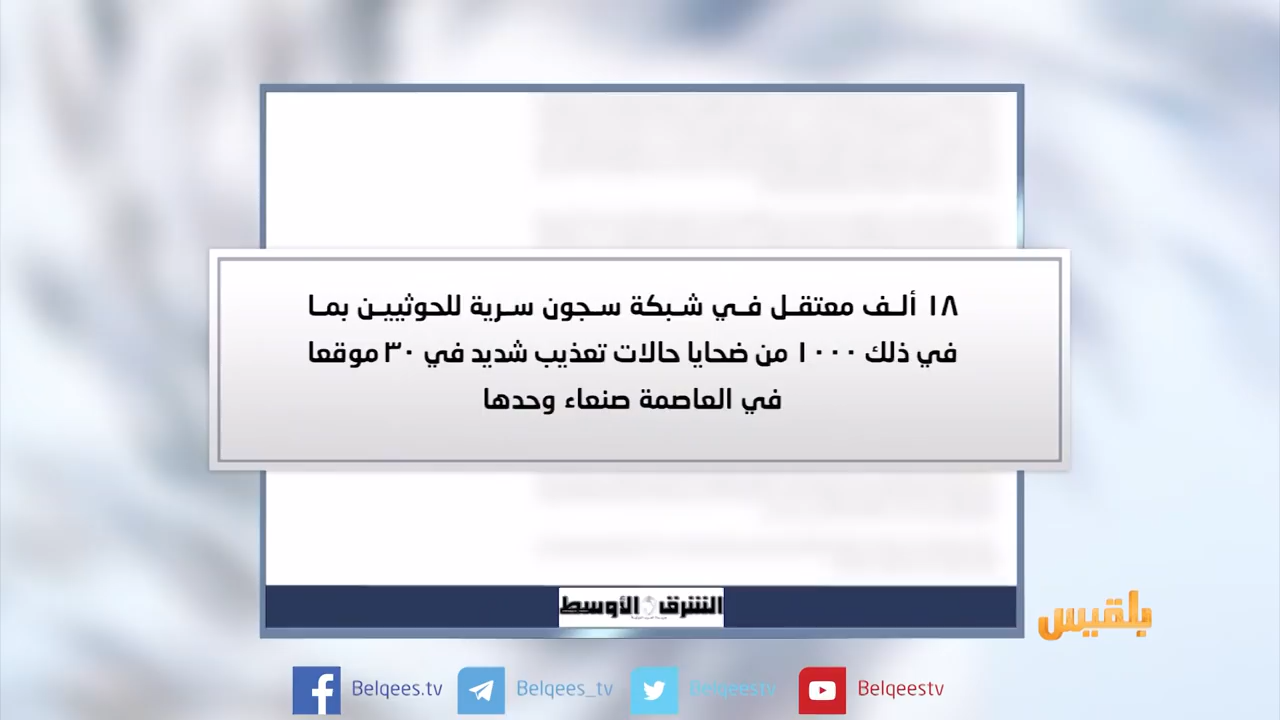 ١٨ ألف معتقل في شبكة سجون سرية للحوثيين بما
في ذلك ١٠٠٠ من ضحايا حالات تعذيب شديد في ٣٠ موقعا
في العاصمة صنعاء وحدها
الشرق الأوسط
بلقيس
Belqees.tv
Belqees_tv
Belqeestv
Belqeestv